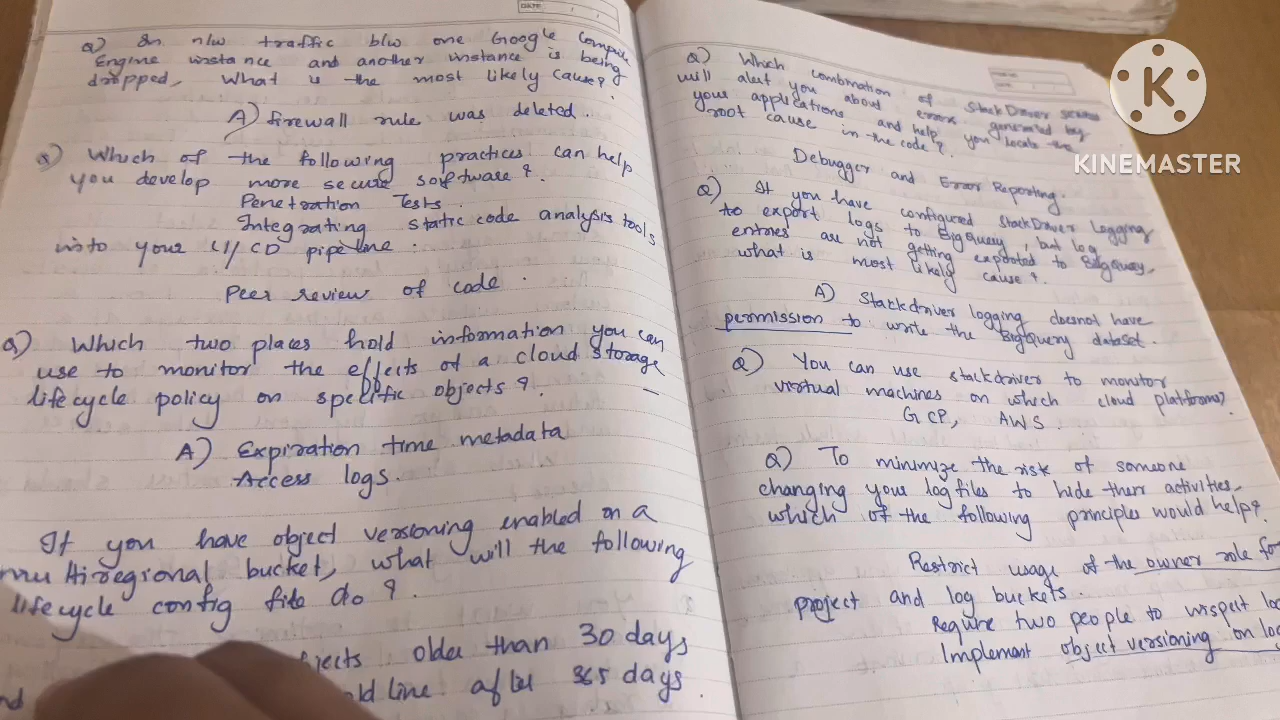 DATE
Q) In n/w traffic b/w one Google Compute
Engine instance and another instance is being
dropped, What is the most likely cause?
A) firewall rule was deleted.
Q) Which of the following practices can help
you develop more secure software?
Penetration Tests.
Integrating static code analysis tools
into your CI/CD pipeline.
Peer review of code.
Q) Which two places hold information you can
use to monitor the effects of a cloud storage
lifecycle policy on specific objects?
A) Expiration time metadata
Access logs.
If you have object versioning enabled on a
multiregional bucket, what will the following
lifecycle config file do?
older than 30 days
after 365 days.
Q) Which combination of StackDriver
will alert you about errors generated by
your applications and help you locate the
root cause in the code?
Debugger and Error Reporting.
Q) If you have configured StackDriver Logging
to export logs to BigQuery, but log
entries are not getting exported to BigQuery,
what is most likely cause?
A) Stackdriver logging doesnot have
permission to write the BigQuery dataset.
Q) You can use stackdriver to monitor
virtual machines on which cloud platforms?
GCP, AWS
Q) To minimize the risk of someone
changing your log files to hide their activities,
which of the following principles would help?
Restrict usage of the owner role for
project and log buckets.
Require two people to inspect
Implement object versioning on
K
KINEMASTER